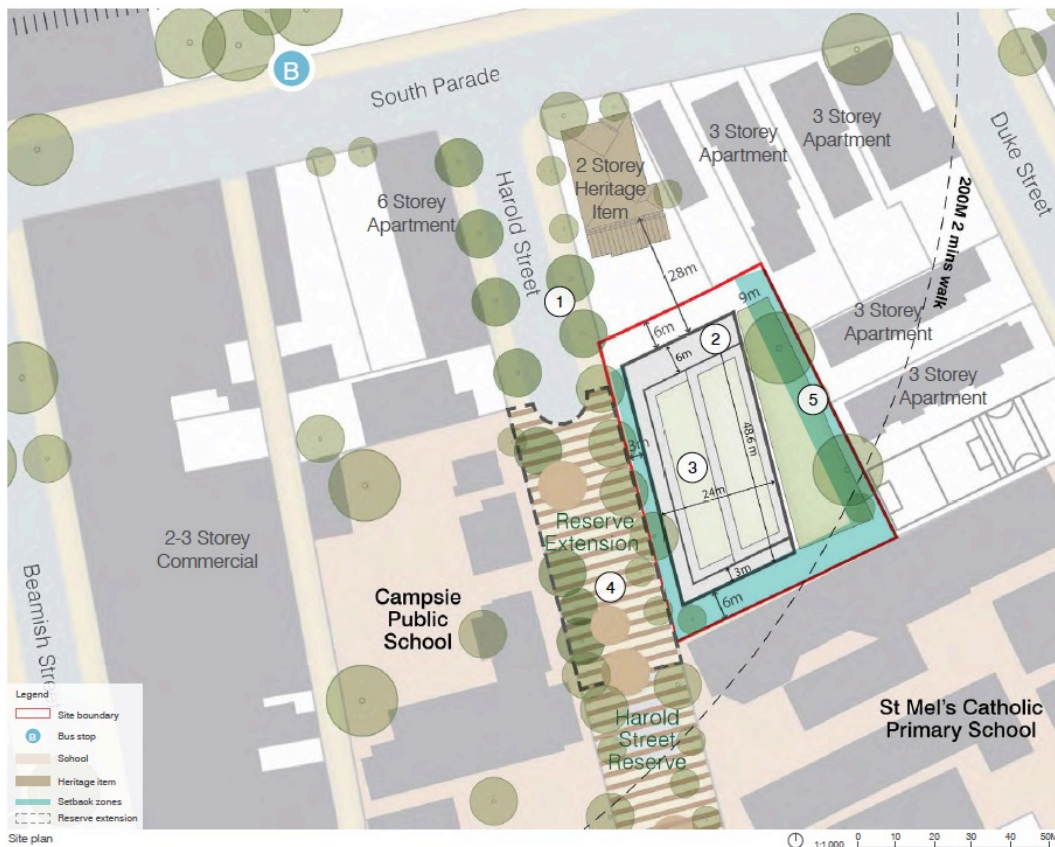 B
South Parade
Harold Street
Duke Street
Beamish Street
6 Storey
Apartment
2 Storey
Heritage
Item
3 Storey
Apartment
3 Storey
Apartment
200M 2 mins walk
28m
9m
6m
1
6m
2
3 Storey
Apartment
3 Storey
Apartment
5
3m
48.6 m
3
24m
2-3 Storey
Commercial
Reserve
Extension
4
3m
6m
Campsie
Public
School
Harold
Street
Reserve
St Mel's Catholic
Primary School
Legend
Site boundary
B
Bus stop
School
Heritage item
Setback zones
Reserve extension
Site plan
1:1 000
0 10 20 30 40 50M